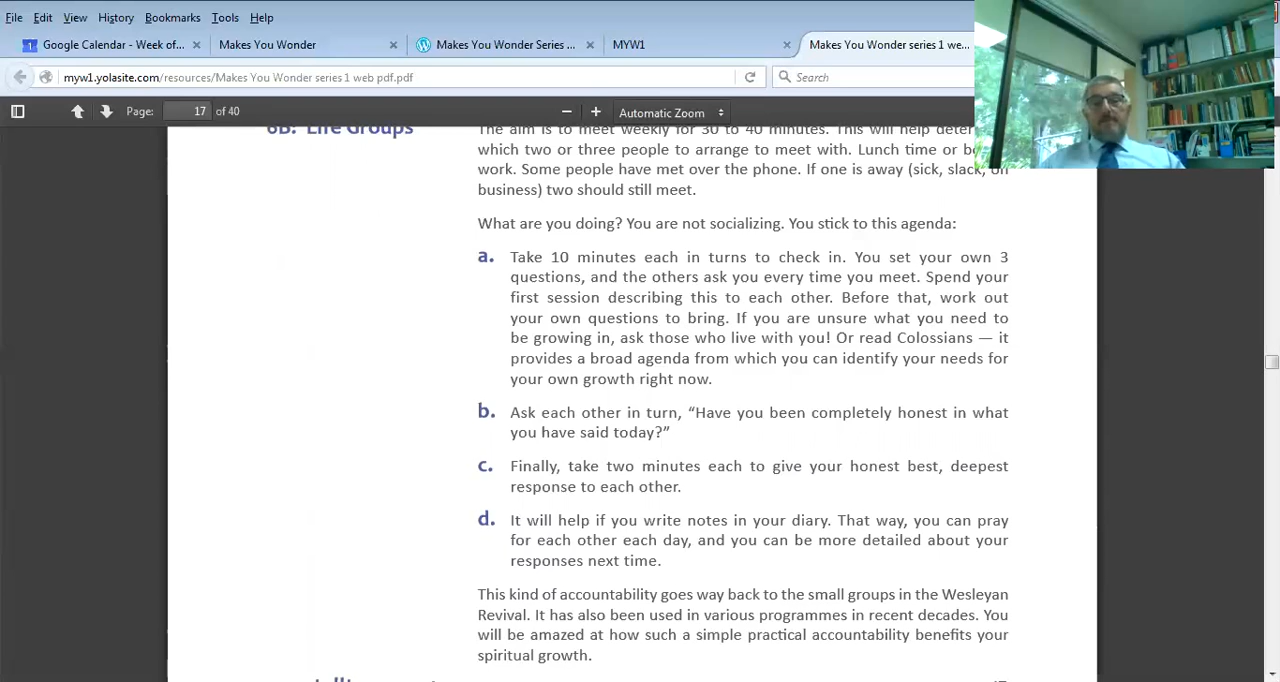 File Edit View History Bookmarks Tools Help
Google Calendar - Week of... × Makes You Wonder × Makes You Wonder Series ... × MYW1 × Makes You Wonder series 1 we...
myw1.yolasite.com/resources/Makes You Wonder series 1 web pdf.pdf Search
Page: 17 of 40 Automatic Zoom
6B. Life Groups
The aim is to meet weekly for 30 to 40 minutes. This will help
which two or three people to arrange to meet with. Lunch time or
work. Some people have met over the phone. If one is away (sick, slack, on
business) two should still meet.
What are you doing? You are not socializing. You stick to this agenda:
a. Take 10 minutes each in turns to check in. You set your own 3
questions, and the others ask you every time you meet. Spend your
first session describing this to each other. Before that, work out
your own questions to bring. If you are unsure what you need to
be growing in, ask those who live with you! Or read Colossians — it
provides a broad agenda from which you can identify your needs for
your own growth right now.
b. Ask each other in turn, “Have you been completely honest in what
you have said today?”
c. Finally, take two minutes each to give your honest best, deepest
response to each other.
d. It will help if you write notes in your diary. That way, you can pray
for each other each day, and you can be more detailed about your
responses next time.
This kind of accountability goes way back to the small groups in the Wesleyan
Revival. It has also been used in various programmes in recent decades. You
will be amazed at how such a simple practical accountability benefits your
spiritual growth.